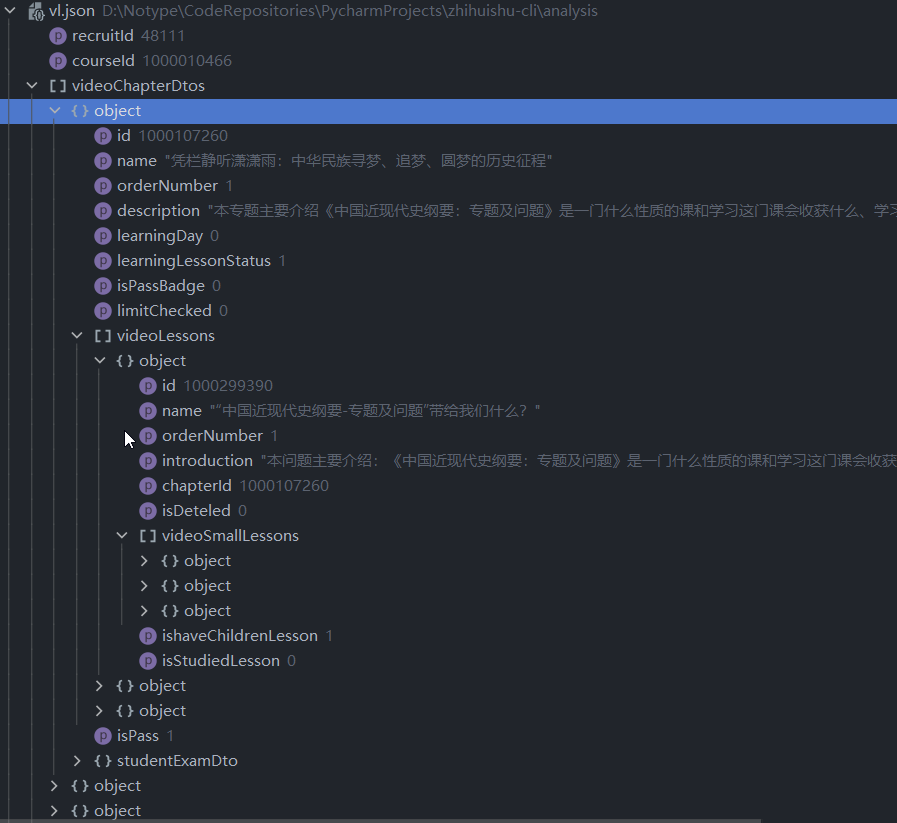 vl.json D:\Notype\CodeRepositories\PycharmProjects\zhihuishu-cli\analysis
p recruitId 48111
p courseId 1000010466
[] videoChapterDtos
{} object
p id 1000107260
p name "凭栏静听潇潇雨：中华民族寻梦、追梦、圆梦的历史征程"
p orderNumber 1
p description "本专题主要介绍《中国近现代史纲要：专题及问题》是一门什么性质的课和学习这门课会收获什么、学习
p learningDay 0
p learningLessonStatus 1
p isPassBadge 0
p limitChecked 0
[] videoLessons
{} object
p id 1000299390
p name "“中国近现代史纲要-专题及问题”带给我们什么？"
p orderNumber 1
p introduction "本问题主要介绍：《中国近现代史纲要：专题及问题》是一门什么性质的课和学习这门课会收获
p chapterId 1000107260
p isDeteled 0
[] videoSmallLessons
{} object
{} object
{} object
p ishaveChildrenLesson 1
p isStudiedLesson 0
{} object
{} object
p isPass 1
{} studentExamDto
{} object
{} object